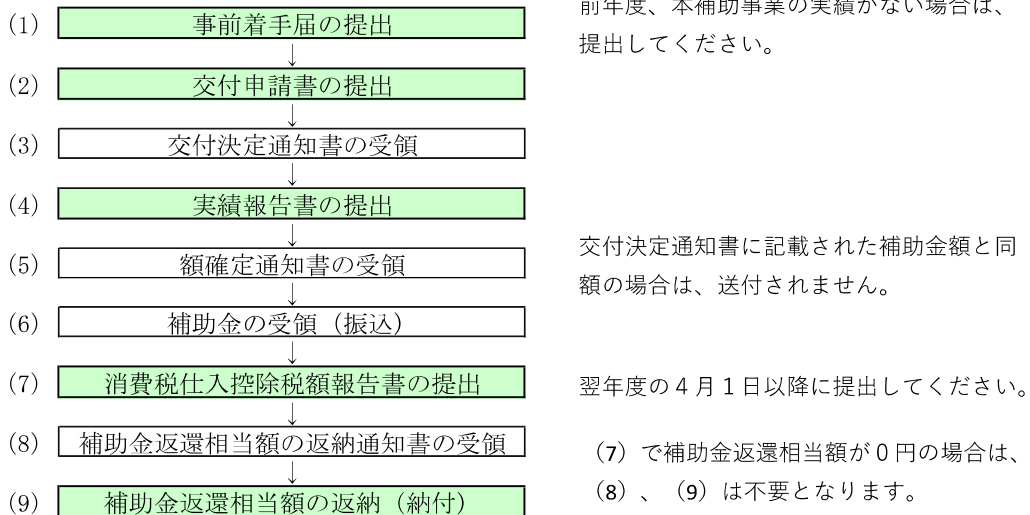 前年度、本補助事業の実績がない場合は、
(1) 事前着手届の提出
提出してください。
↓
(2) 交付申請書の提出
↓
(3) 交付決定通知書の受領
↓
(4) 実績報告書の提出
↓
交付決定通知書に記載された補助金額と同
(5) 額確定通知書の受領
額の場合は、送付されません。
↓
(6) 補助金の受領（振込）
↓
(7) 消費税仕入控除税額報告書の提出
翌年度の４月１日以降に提出してください。
↓
(8) 補助金返還相当額の返納通知書の受領
（7）で補助金返還相当額が０円の場合は、
↓
(9) 補助金返還相当額の返納（納付）
（8）、（9）は不要となります。